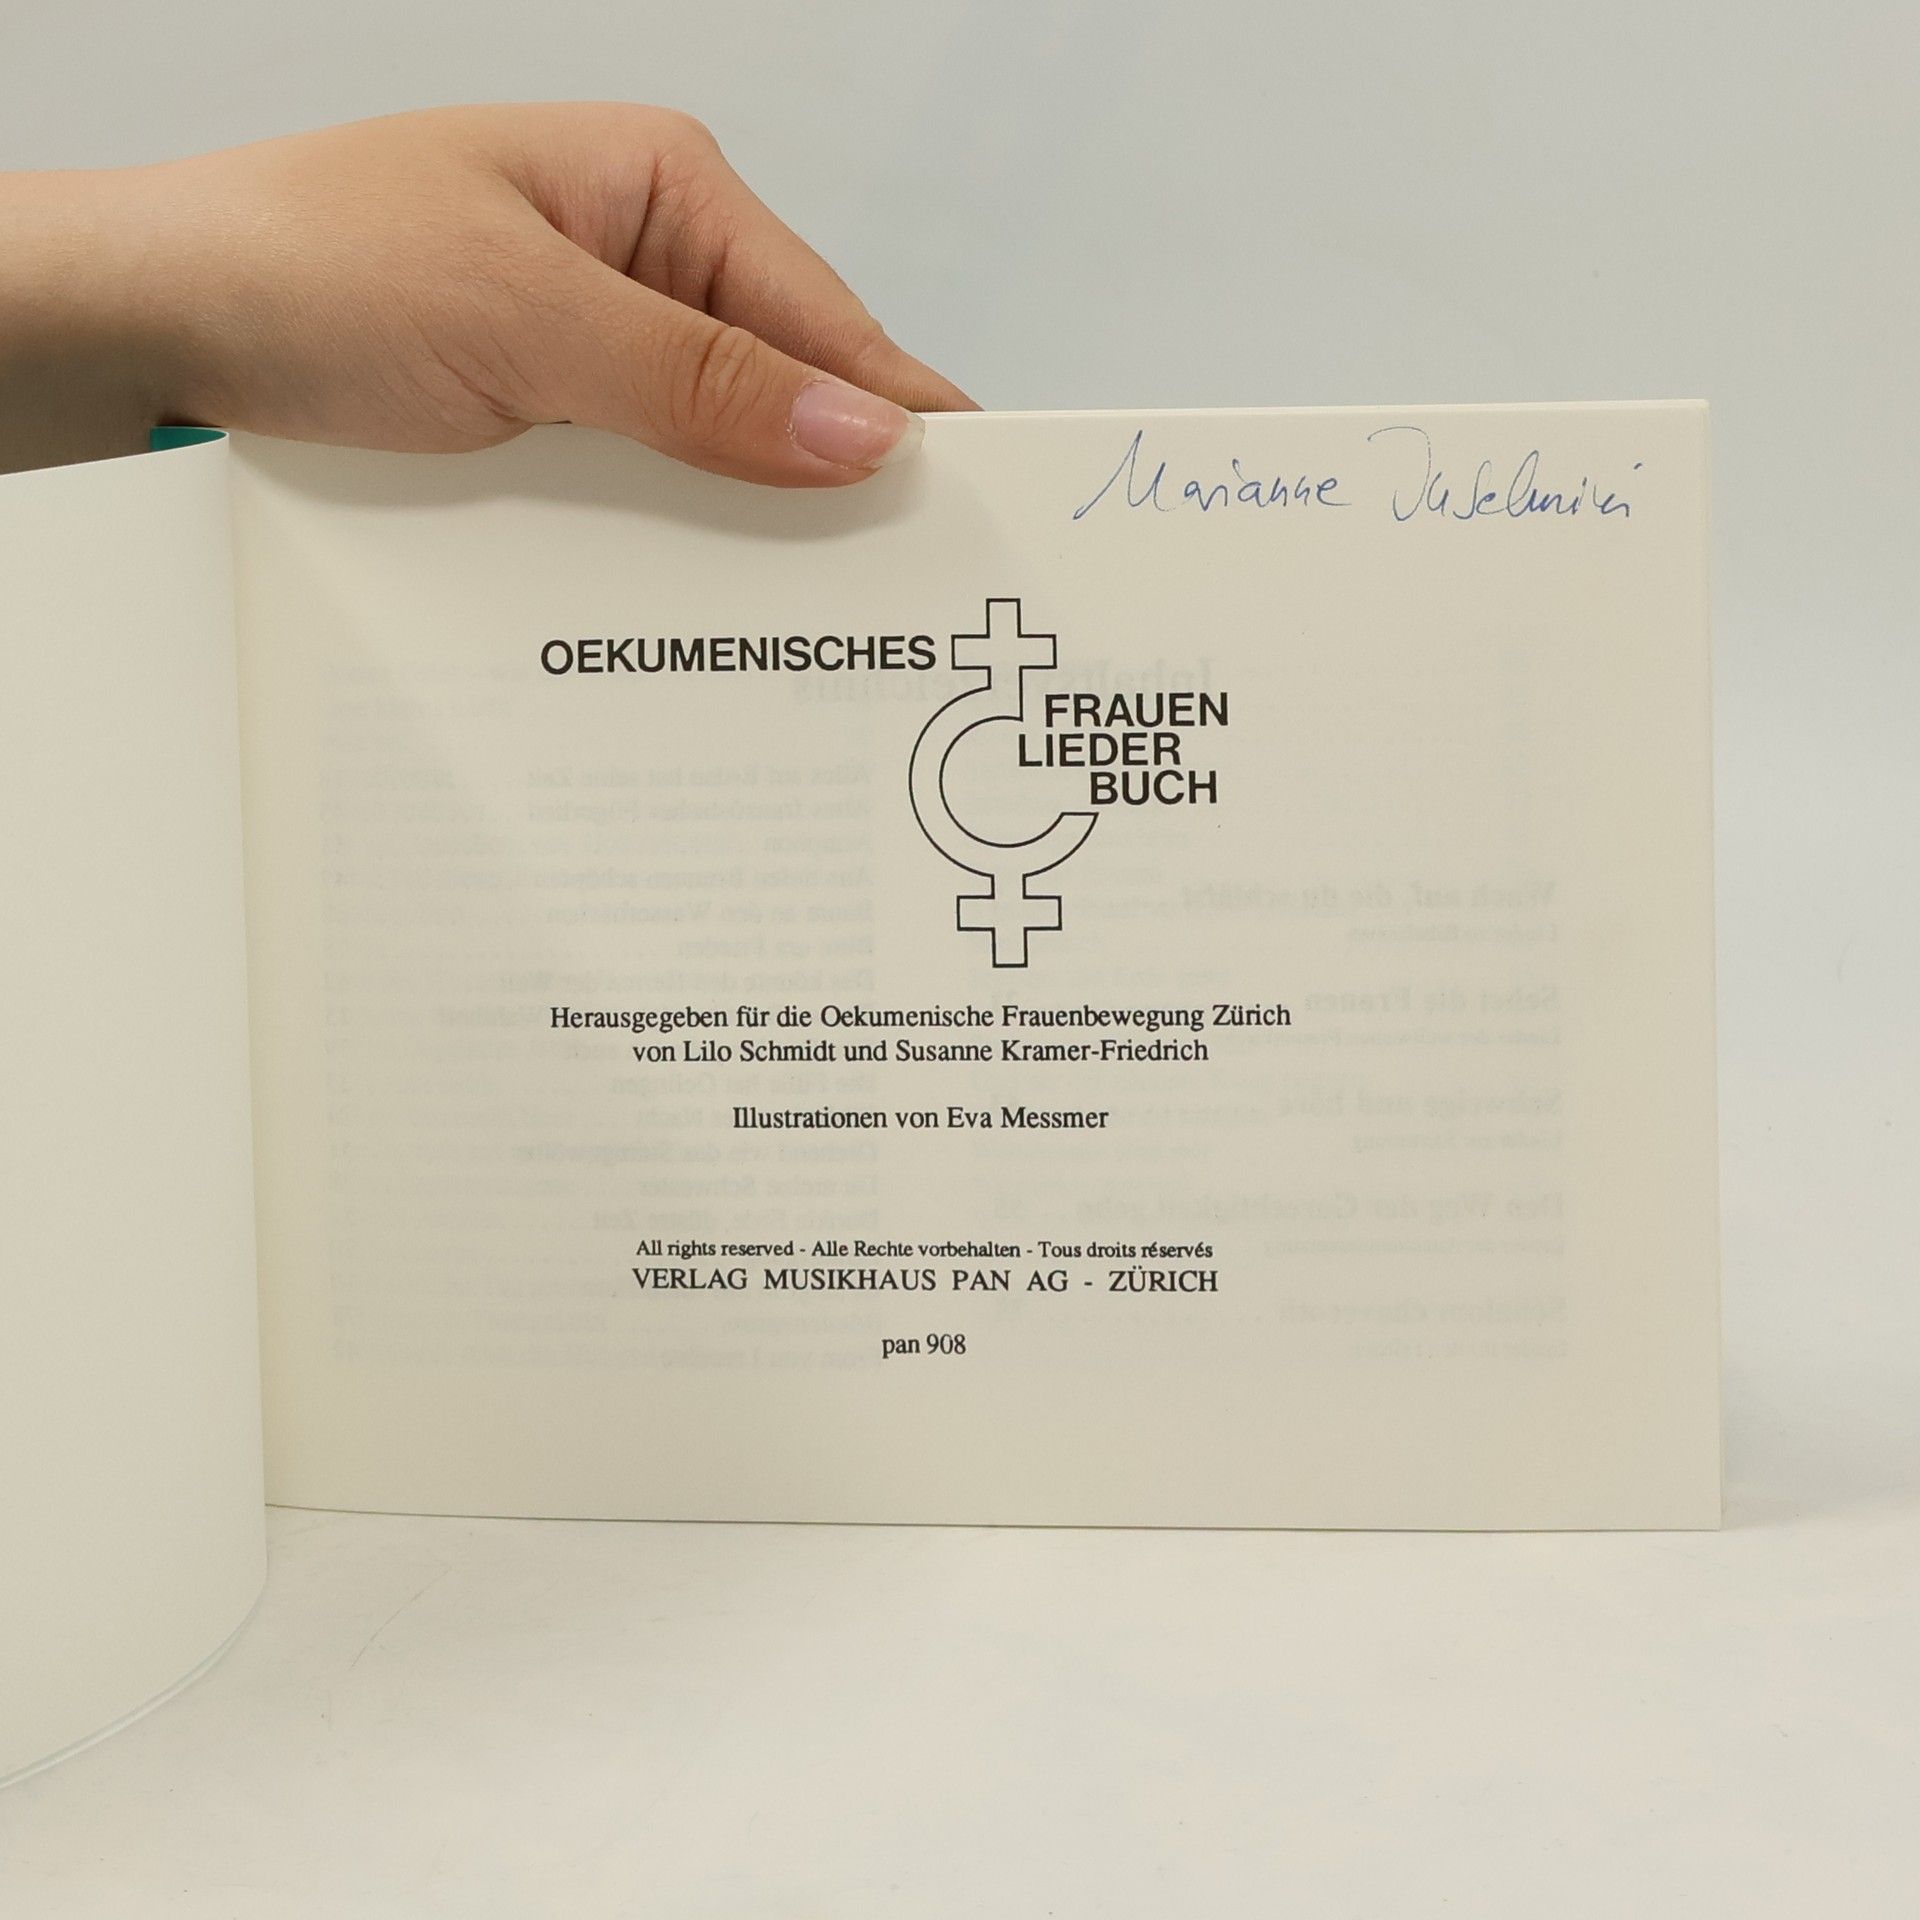 Marianne
OEKUMENISCHES
FRAUEN
LIEDER
BUCH
Herausgegeben für die Oekumenische Frauenbewegung Zürich
von Lilo Schmidt und Susanne Kramer-Friedrich
Illustrationen von Eva Messmer
All rights reserved - Alle Rechte vorbehalten - Tous droits réservés
VERLAG MUSIKHAUS PAN AG - ZÜRICH
pan 908